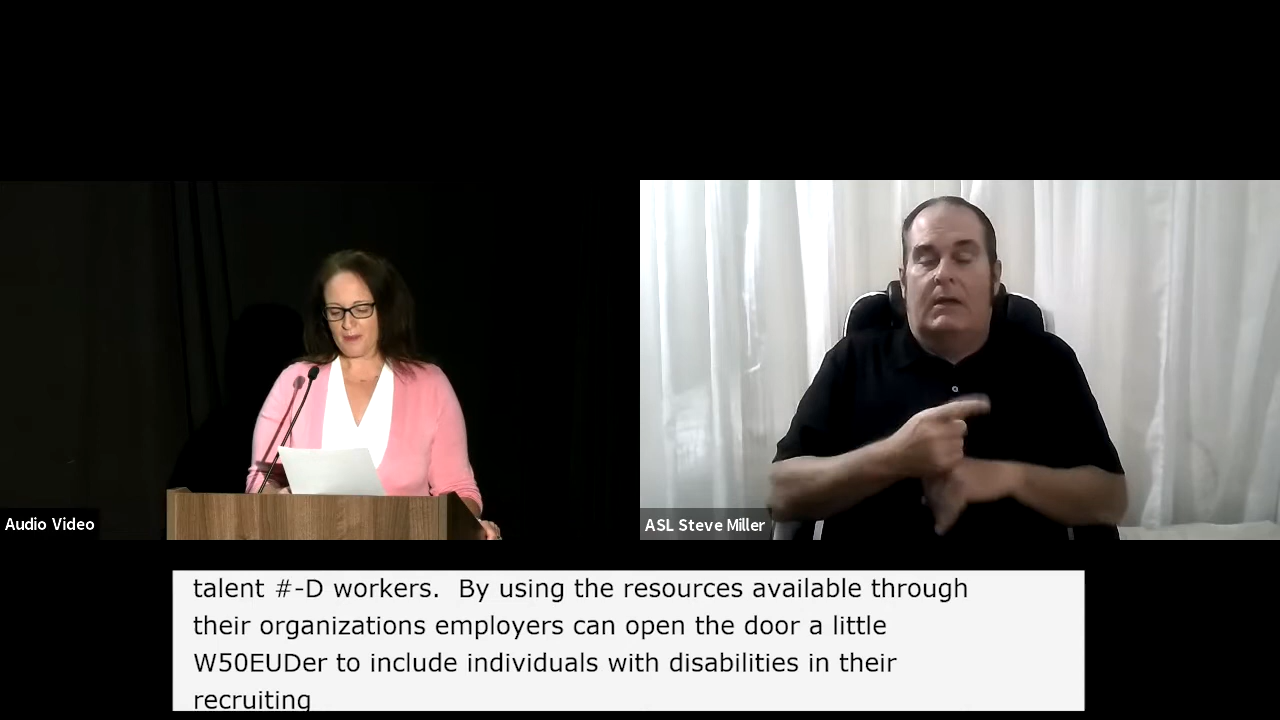 Audio Video
ASL Steve Miller
talent #-D workers.  By using the resources available through
their organizations employers can open the door a little
W50EUDer to include individuals with disabilities in their
recruiting